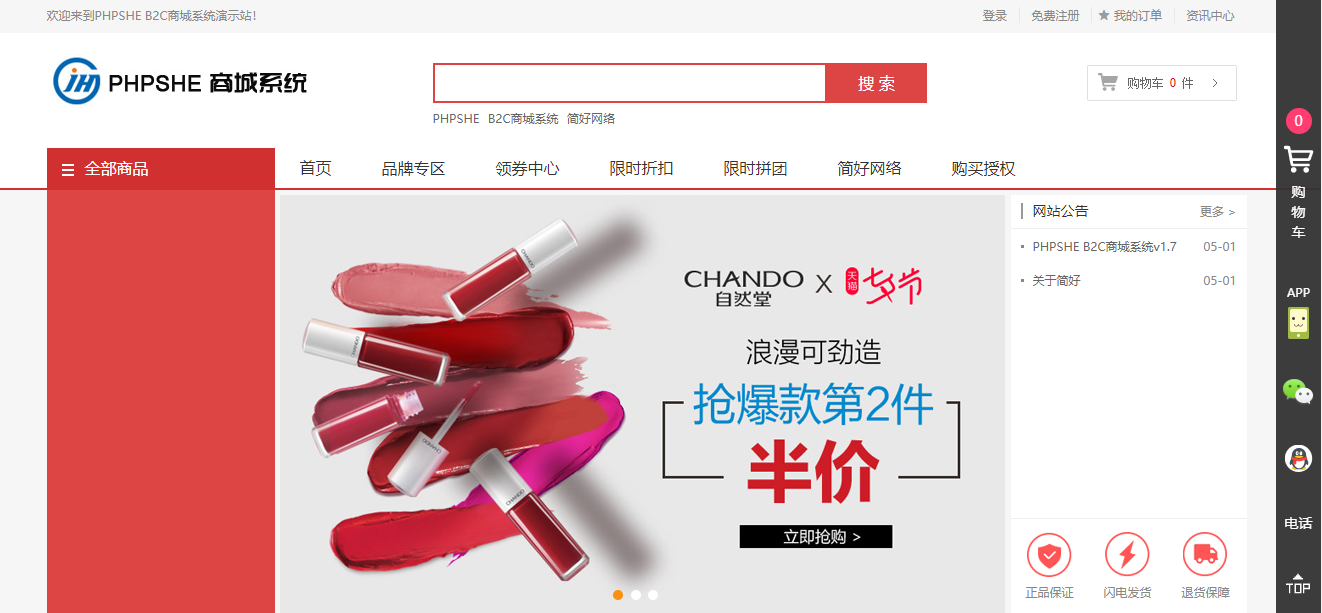 欢迎来到PHPSHE B2C商城系统演示站！
登录 免费注册 我的订单 资讯中心
JH PHPSHE 商城系统
搜 索
购物车 0 件 >
PHPSHE B2C商城系统 简好网络
全部商品 首页 品牌专区 领券中心 限时折扣 限时拼团 简好网络 购买授权
CHANDO
自然堂
X
天猫
七夕节
浪漫可劲造
抢爆款第2件
半价
立即抢购 >
CHANDO
CHANDO
CHANDO
CHANDO
网站公告 更多 >
PHPSHE B2C商城系统v1.7 05-01
关于简好 05-01
正品保证 闪电发货 退货保障
0
购
物
车
APP
电话
TOP